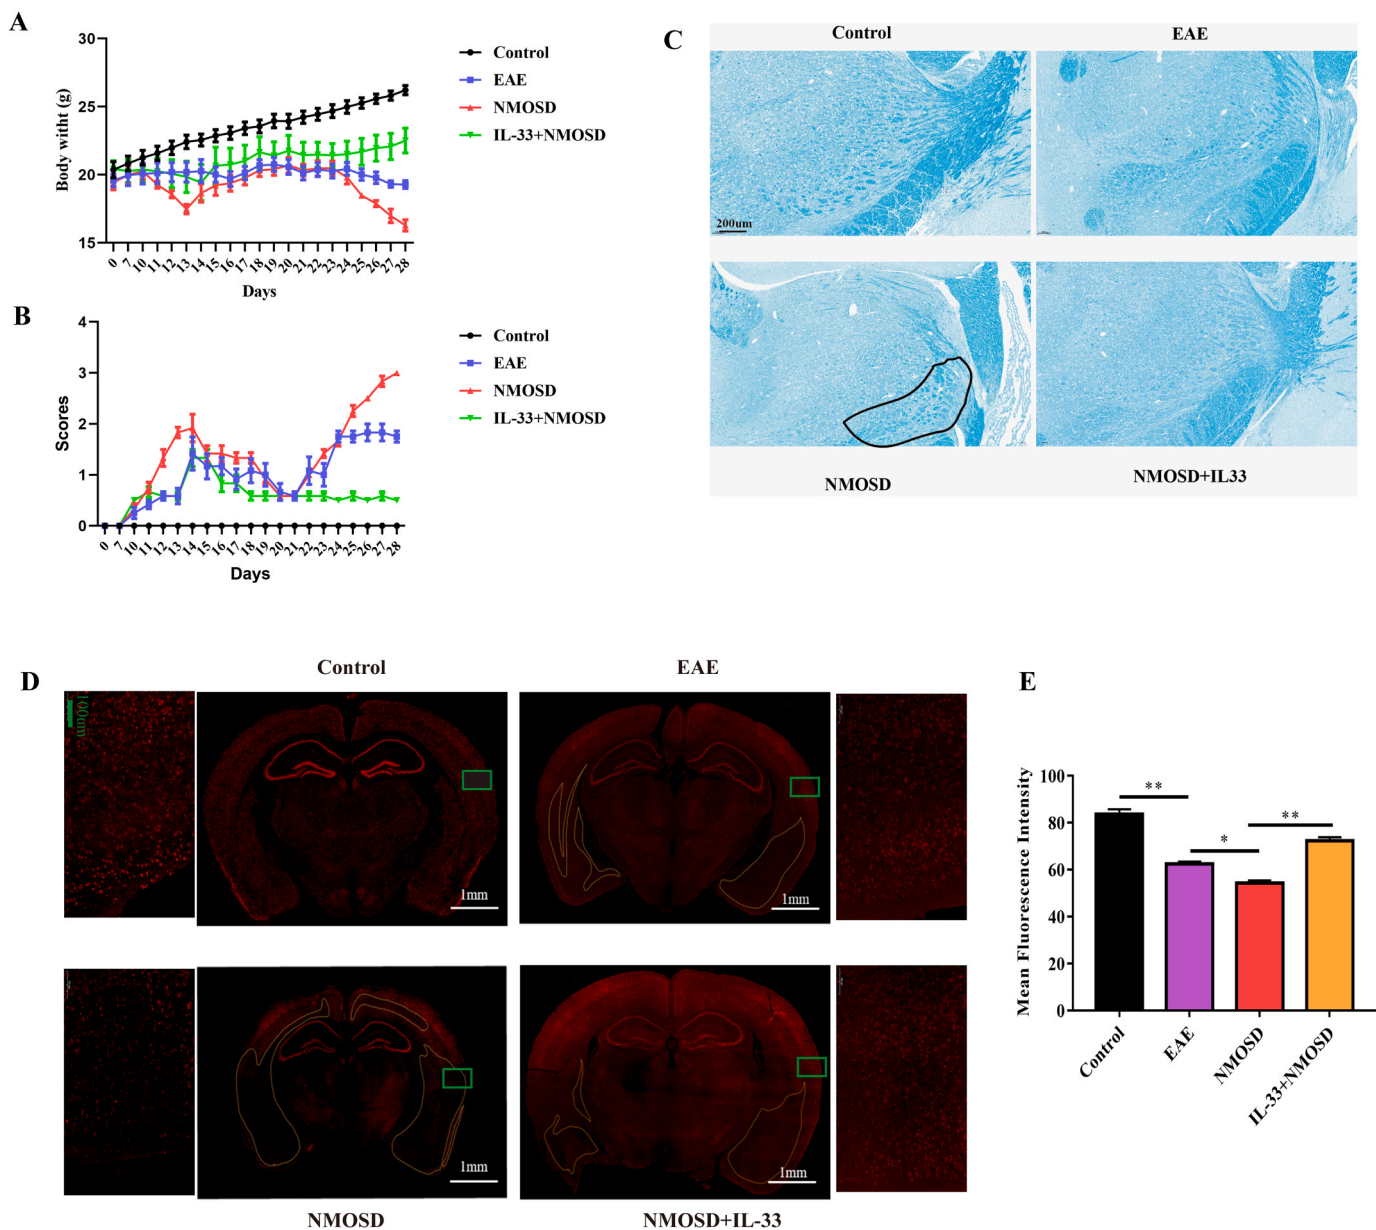 A
30
25
20
15
Body witht (g)
0 7 10 11 12 13 14 15 16 17 18 19 20 21 22 23 24 25 26 27 28
Days
Control
EAE
NMOSD
IL-33+NMOSD
B
4
3
2
1
0
Scores
0 7 10 11 12 13 14 15 16 17 18 19 20 21 22 23 24 25 26 27 28
Days
Control
EAE
NMOSD
IL-33+NMOSD
C
Control
EAE
200um
NMOSD
NMOSD+IL33
D
Control
EAE
100um
1mm
1mm
1mm
1mm
NMOSD
NMOSD+IL-33
E
Mean Fluorescence Intensity
100
80
60
40
20
0
**
*
**
Control
EAE
NMOSD
IL-33+NMOSD